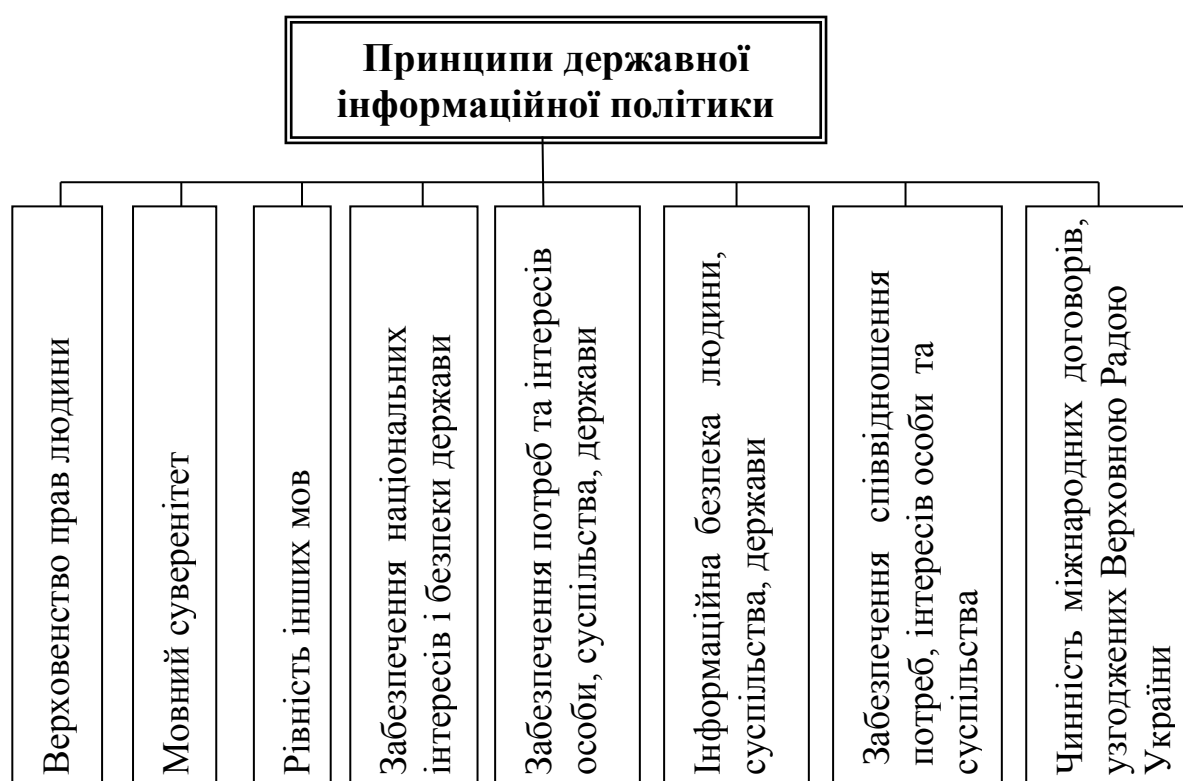 Принципи державної
інформаційної політики
Верховенство прав людини
Мовний суверенітет
Рівність інших мов
Забезпечення національних
інтересів і безпеки держави
Забезпечення потреб та інтересів
особи, суспільства, держави
Інформаційна безпека людини,
суспільства, держави
Забезпечення співвідношення
потреб, інтересів особи та
суспільства
Чинність міжнародних договорів,
узгоджених Верховною Радою
України